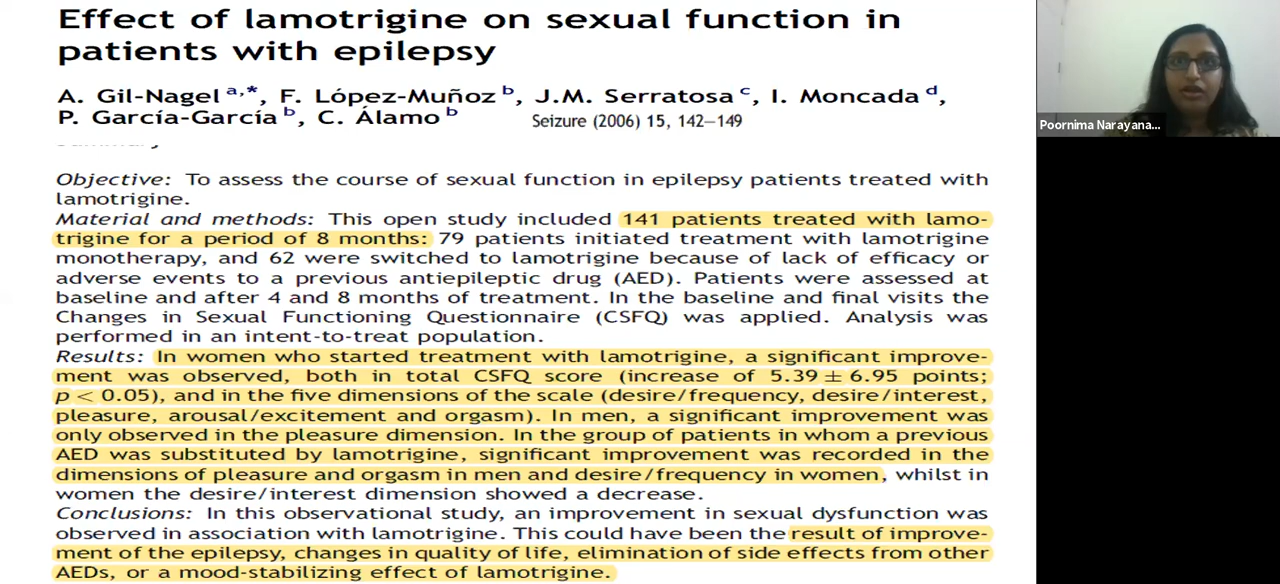 Effect of lamotrigine on sexual function in
patients with epilepsy
A. Gil-Nagel a,*, F. López-Muñoz b, J.M. Serratosa c, I. Moncada d,
P. García-García b, C. Álamo b
Seizure (2006) 15, 142–149
Objective: To assess the course of sexual function in epilepsy patients treated with
lamotrigine.
Material and methods: This open study included 141 patients treated with lamo-
trigine for a period of 8 months: 79 patients initiated treatment with lamotrigine
monotherapy, and 62 were switched to lamotrigine because of lack of efficacy or
adverse events to a previous antiepileptic drug (AED). Patients were assessed at
baseline and after 4 and 8 months of treatment. In the baseline and final visits the
Changes in Sexual Functioning Questionnaire (CSFQ) was applied. Analysis was
performed in an intent-to-treat population.
Results: In women who started treatment with lamotrigine, a significant improve-
ment was observed, both in total CSFQ score (increase of 5.39 ± 6.95 points;
p < 0.05), and in the five dimensions of the scale (desire/frequency, desire/interest,
pleasure, arousal/excitement and orgasm). In men, a significant improvement was
only observed in the pleasure dimension. In the group of patients in whom a previous
AED was substituted by lamotrigine, significant improvement was recorded in the
dimensions of pleasure and orgasm in men and desire/frequency in women, whilst in
women the desire/interest dimension showed a decrease.
Conclusions: In this observational study, an improvement in sexual dysfunction was
observed in association with lamotrigine. This could have been the result of improve-
ment of the epilepsy, changes in quality of life, elimination of side effects from other
AEDs, or a mood-stabilizing effect of lamotrigine.
Poornima Narayana...